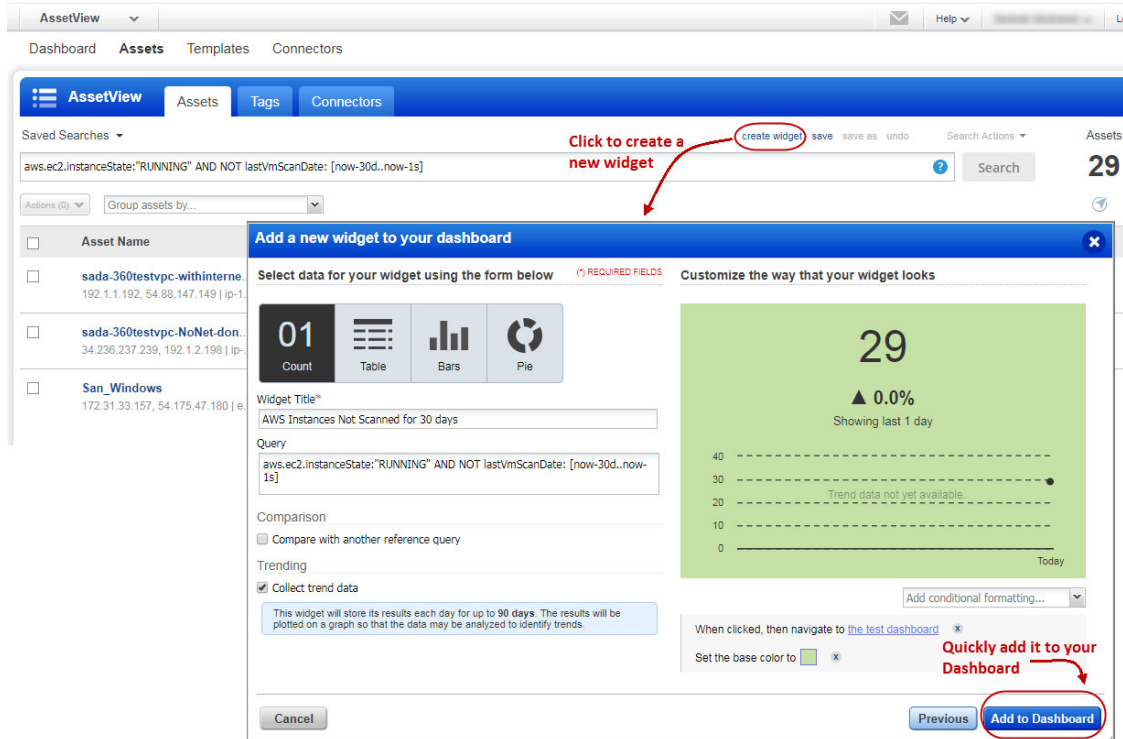 AssetView
Help
Dashboard Assets Templates Connectors
AssetView Assets Tags Connectors
Saved Searches
Click to create a
new widget
create widget save save as undo Search Actions
Assets
aws.ec2.instanceState:"RUNNING" AND NOT lastVmScanDate: [now-30d..now-1s]
?
Search
29
Actions (0)
Group assets by...
Asset Name
sada-360testvpc-withinterne..
192.1.1.192, 54.88.147.149 | ip-1.
sada-360testvpc-NoNet-don..
34.236.237.239, 192.1.2.198 | ip-.
San_Windows
172.31.33.157, 54.175.47.180 | e.
Add a new widget to your dashboard
Select data for your widget using the form below (*) REQUIRED FIELDS
01
Count Table Bars Pie
Widget Title*
AWS Instances Not Scanned for 30 days
Query
aws.ec2.instanceState:"RUNNING" AND NOT lastVmScanDate: [now-30d..now-
1s]
Comparison
Compare with another reference query
Trending
Collect trend data
This widget will store its results each day for up to 90 days. The results will be
plotted on a graph so that the data may be analyzed to identify trends.
Customize the way that your widget looks
29
▲ 0.0%
Showing last 1 day
40
30
Trend data not yet available.
20
10
0
Today
Add conditional formatting...
When clicked, then navigate to the test dashboard x
Set the base color to x
Quickly add it to your
Dashboard
Cancel Previous Add to Dashboard